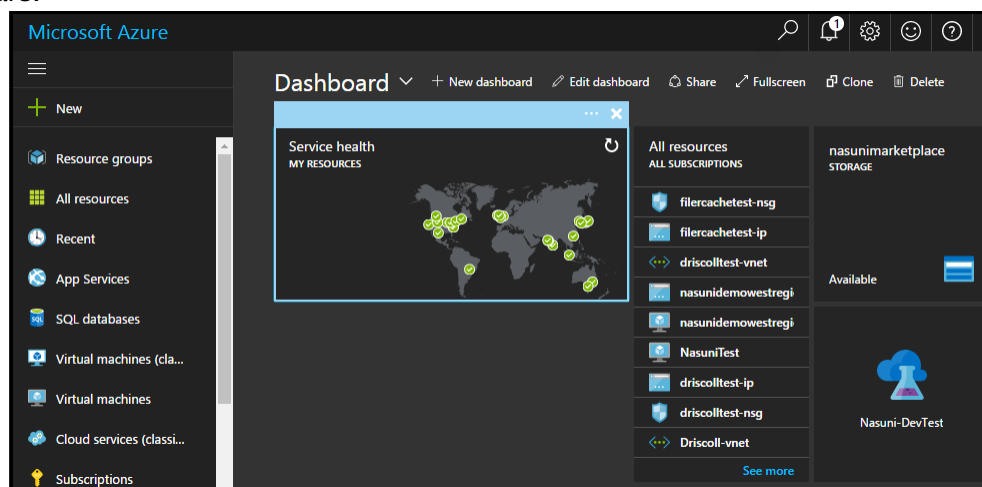 Microsoft Azure
1
Dashboard
New dashboard
Edit dashboard
Share
Fullscreen
Clone
Delete
New
Resource groups
All resources
Recent
App Services
SQL
SQL databases
Virtual machines (cla...
Virtual machines
Cloud services (classi...
Subscriptions
Service health
MY RESOURCES
All resources
ALL SUBSCRIPTIONS
filercachetest-nsg
filercachetest-ip
driscolltest-vnet
nasunidemowestregi
nasunidemowestregi
NasuniTest
driscolltest-ip
driscolltest-nsg
Driscoll-vnet
See more
nasunimarketplace
STORAGE
Available
Nasuni-DevTest